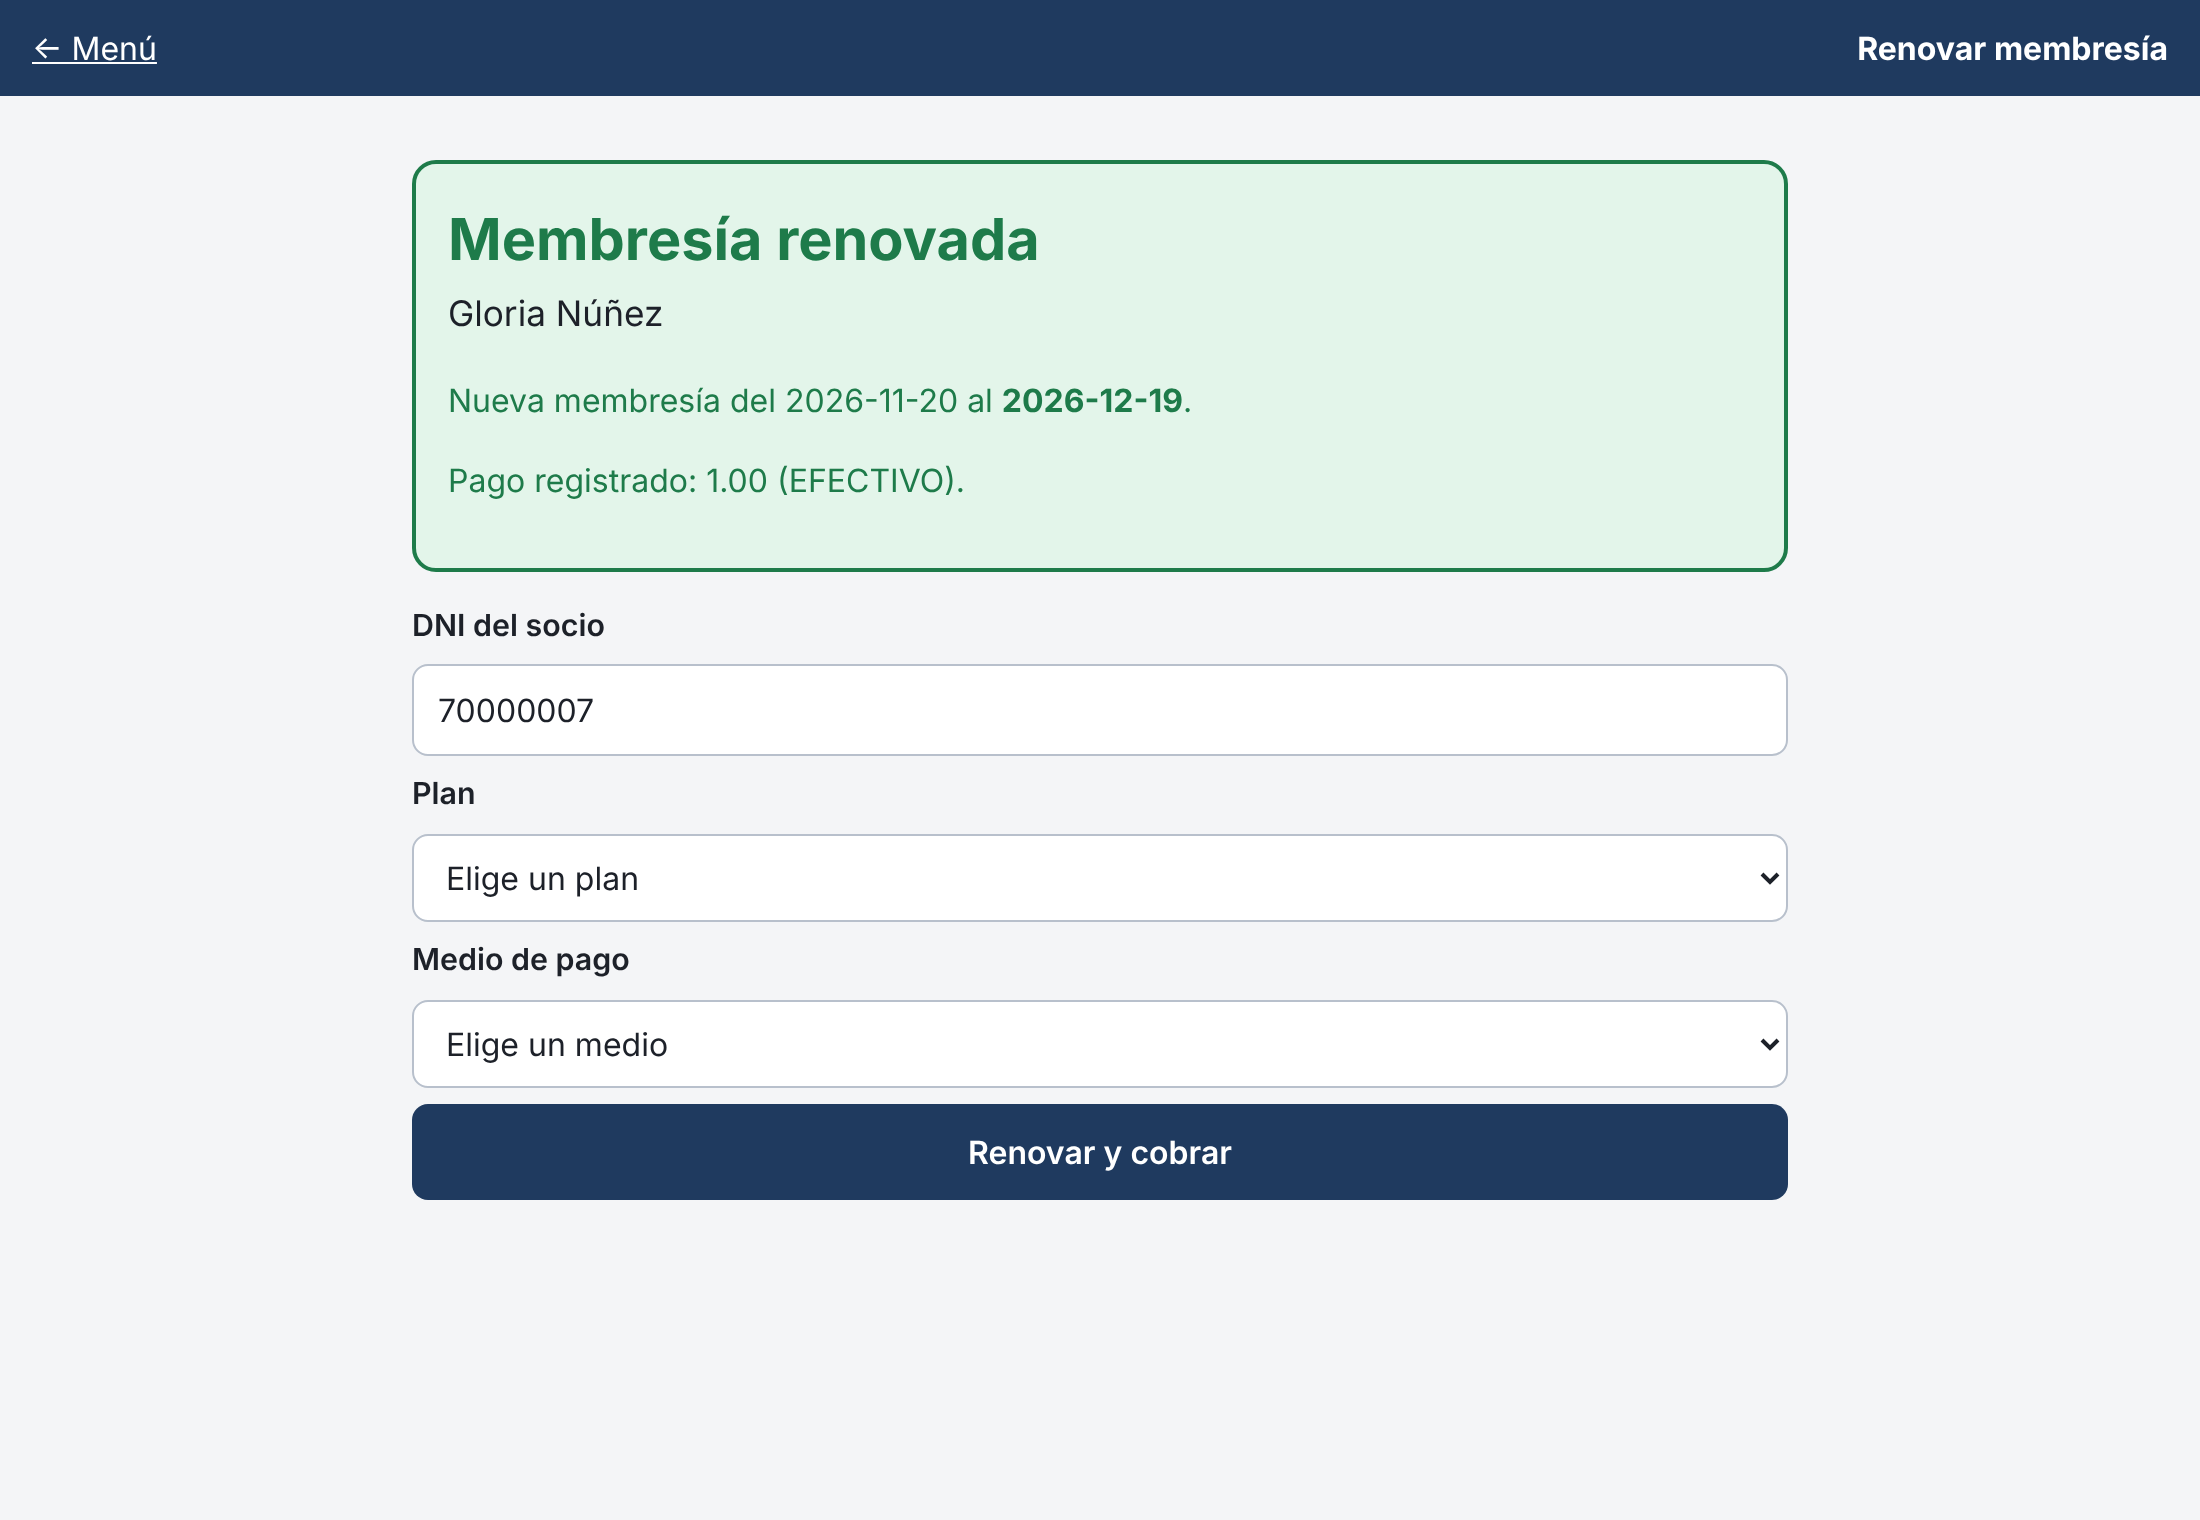 ← Menú
Renovar membresía
Membresía renovada
Gloria Núñez
Nueva membresía del 2026-11-20 al 2026-12-19.
Pago registrado: 1.00 (EFECTIVO).
DNI del socio
70000007
Plan
Elige un plan
Medio de pago
Elige un medio
Renovar y cobrar